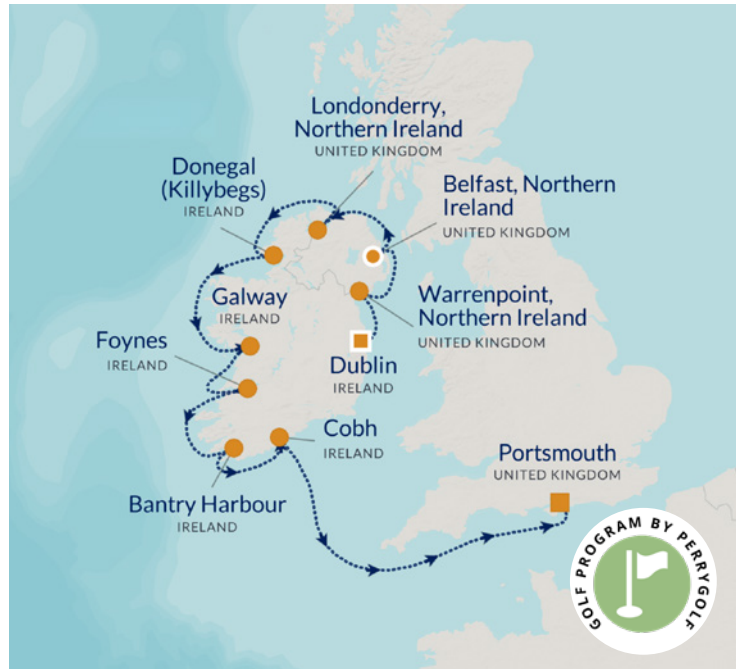 Londonderry,
Northern Ireland
UNITED KINGDOM
Donegal
(Killybegs)
IRELAND
Belfast, Northern
Ireland
UNITED KINGDOM
Galway
IRELAND
Warrenpoint,
Northern Ireland
UNITED KINGDOM
Foynes
IRELAND
Dublin
IRELAND
Cobh
IRELAND
Portsmouth
UNITED KINGDOM
Bantry Harbour
IRELAND
GOLF PROGRAM BY PERRYGOLF